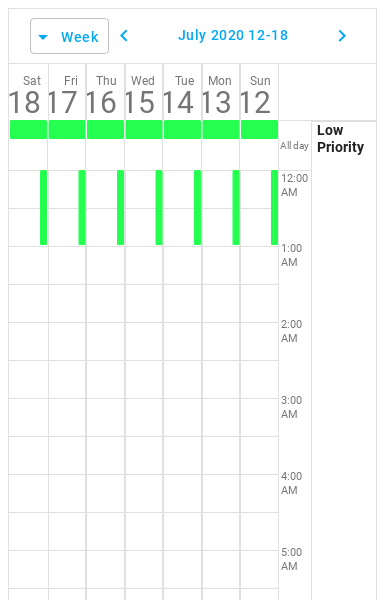 Week
July 2020 12-18
Sat Fri Thu Wed Tue Mon Sun
18 17 16 15 14 13 12
All day
Low
Priority
12:00
AM
1:00
AM
2:00
AM
3:00
AM
4:00
AM
5:00
AM